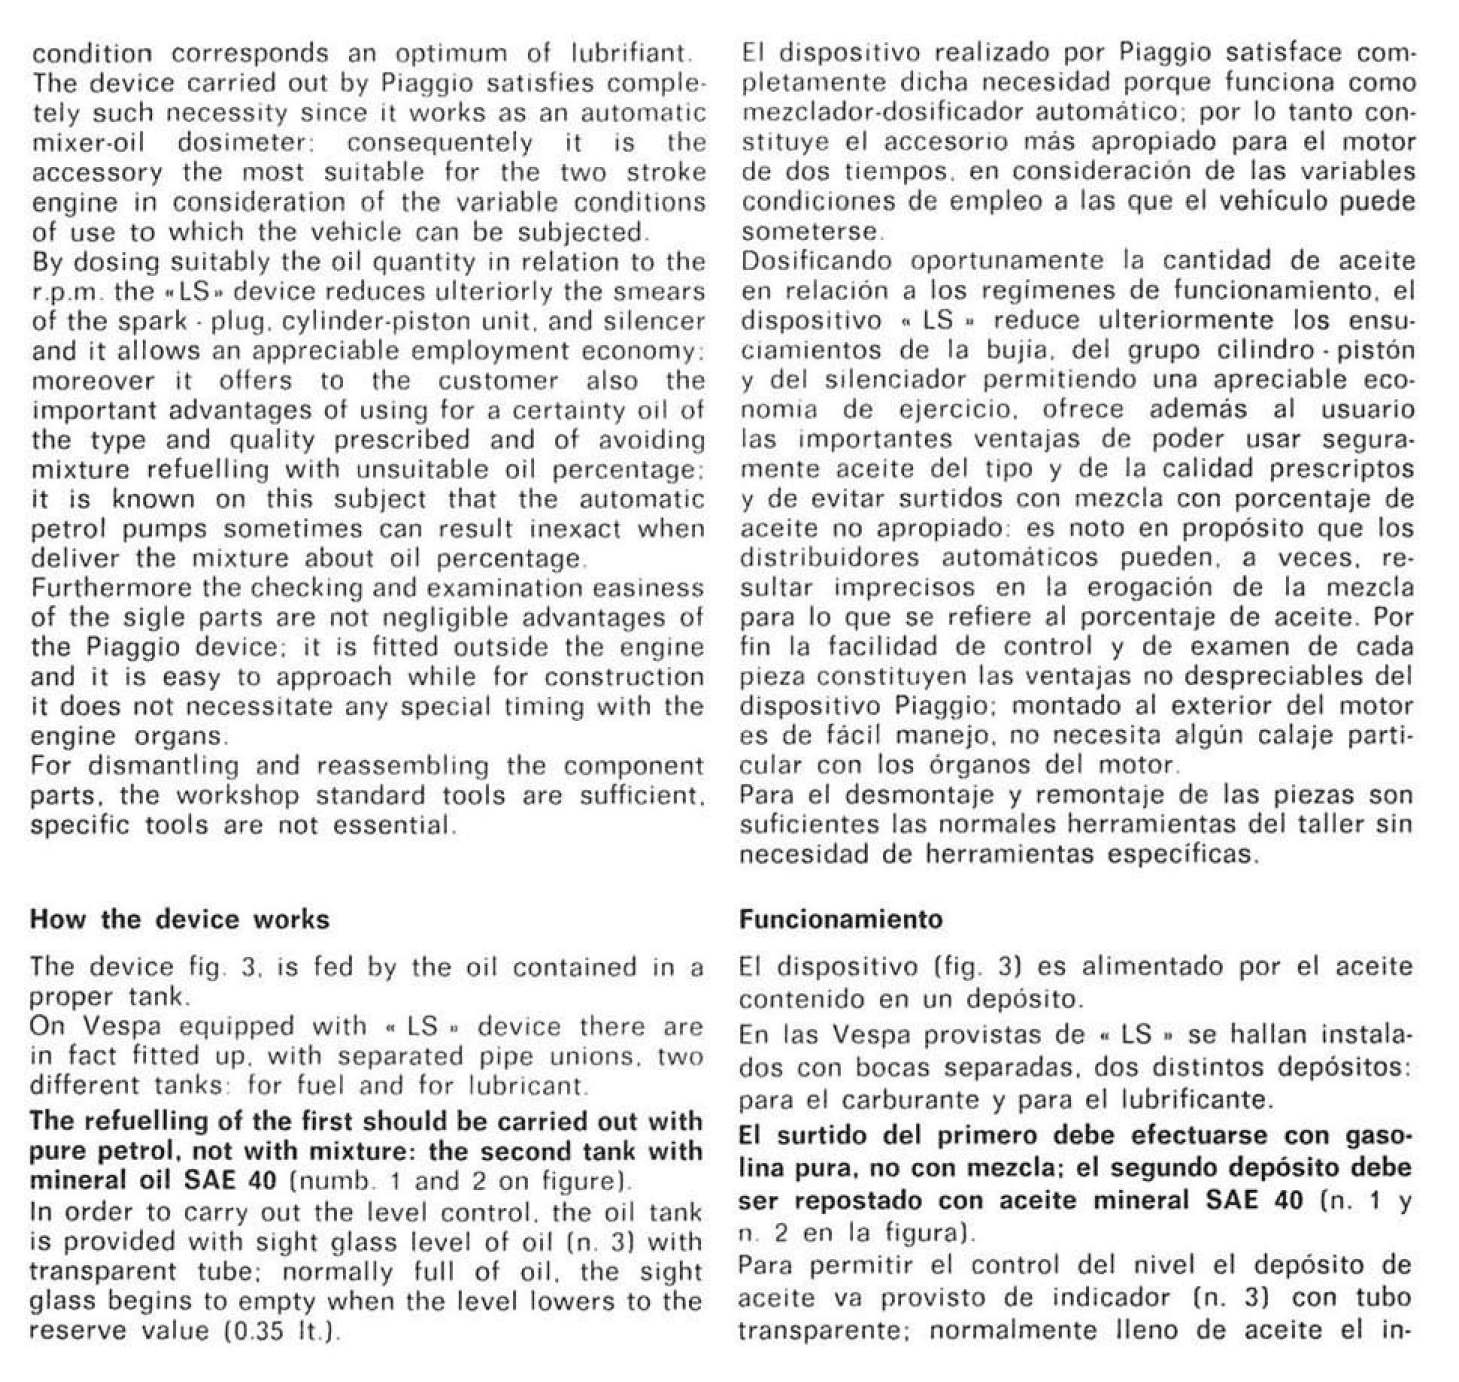 condition corresponds an optimum of lubrifiant.
The device carried out by Piaggio satisfies comple-
tely such necessity since it works as an automatic
mixer-oil dosimeter: consequentely it is the
accessory the most suitable for the two stroke
engine in consideration of the variable conditions
of use to which the vehicle can be subjected.
By dosing suitably the oil quantity in relation to the
r.p.m. the «LS» device reduces ulteriorly the smears
of the spark - plug, cylinder-piston unit, and silencer
and it allows an appreciable employment economy;
moreover it offers to the customer also the
important advantages of using for a certainty oil of
the type and quality prescribed and of avoiding
mixture refuelling with unsuitable oil percentage;
it is known on this subject that the automatic
petrol pumps sometimes can result inexact when
deliver the mixture about oil percentage.
Furthermore the checking and examination easiness
of the sigle parts are not negligible advantages of
the Piaggio device; it is fitted outside the engine
and it is easy to approach while for construction
it does not necessitate any special timing with the
engine organs.
For dismantling and reassembling the component
parts, the workshop standard tools are sufficient,
specific tools are not essential.
How the device works
The device fig. 3, is fed by the oil contained in a
proper tank.
On Vespa equipped with « LS » device there are
in fact fitted up, with separated pipe unions, two
different tanks: for fuel and for lubricant.
The refuelling of the first should be carried out with
pure petrol, not with mixture: the second tank with
mineral oil SAE 40 (numb. 1 and 2 on figure).
In order to carry out the level control, the oil tank
is provided with sight glass level of oil (n. 3) with
transparent tube; normally full of oil, the sight
glass begins to empty when the level lowers to the
reserve value (0.35 lt.).
El dispositivo realizado por Piaggio satisface com-
pletamente dicha necesidad porque funciona como
mezclador-dosificador automático; por lo tanto con-
stituye el accesorio más apropiado para el motor
de dos tiempos, en consideración de las variables
condiciones de empleo a las que el vehículo puede
someterse.
Dosificando oportunamente la cantidad de aceite
en relación a los regímenes de funcionamiento, el
dispositivo « LS » reduce ulteriormente los ensu-
ciamientos de la bujía, del grupo cilindro - pistón
y del silenciador permitiendo una apreciable eco-
nomía de ejercicio, ofrece además al usuario
las importantes ventajas de poder usar segura-
mente aceite del tipo y de la calidad prescriptos
y de evitar surtidos con mezcla con porcentaje de
aceite no apropiado: es noto en propósito que los
distribuidores automáticos pueden, a veces, re-
sultar imprecisos en la erogación de la mezcla
para lo que se refiere al porcentaje de aceite. Por
fin la facilidad de control y de examen de cada
pieza constituyen las ventajas no despreciables del
dispositivo Piaggio; montado al exterior del motor
es de fácil manejo, no necesita algún calaje parti-
cular con los órganos del motor.
Para el desmontaje y remontaje de las piezas son
suficientes las normales herramientas del taller sin
necesidad de herramientas específicas.
Funcionamiento
El dispositivo (fig. 3) es alimentado por el aceite
contenido en un depósito.
En las Vespa provistas de « LS » se hallan instala-
dos con bocas separadas, dos distintos depósitos:
para el carburante y para el lubrificante.
El surtido del primero debe efectuarse con gaso-
lina pura, no con mezcla; el segundo depósito debe
ser repostado con aceite mineral SAE 40 (n. 1 y
n. 2 en la figura).
Para permitir el control del nivel el depósito de
aceite va provisto de indicador (n. 3) con tubo
transparente; normalmente lleno de aceite el in-